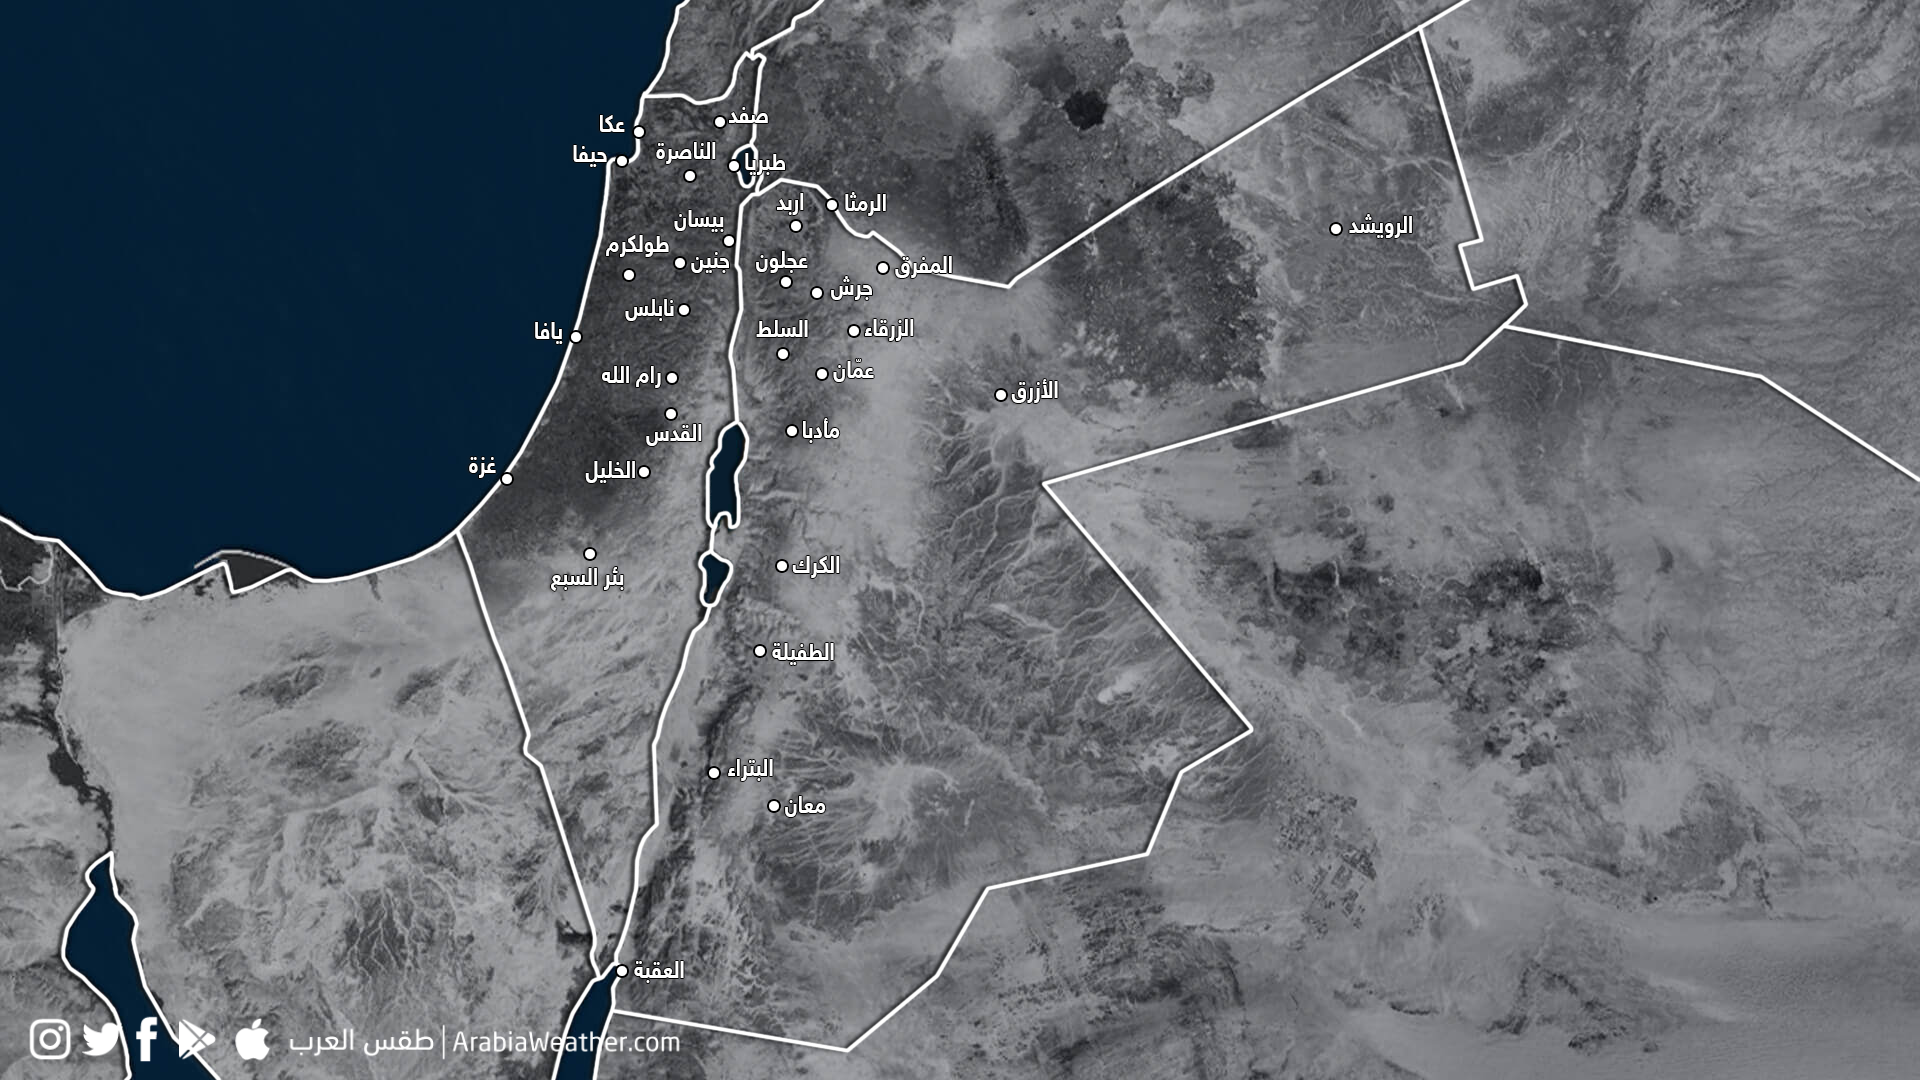 صفد
عكا
الناصرة
حيفا
طبريا
اربد
الرمثا
بيسان
الرويشد
طولكرم
جنين
عجلون
المفرق
جرش
نابلس
السلط
الزرقاء
يافا
عمّان
رام الله
الأزرق
القدس
مأدبا
غزة
الخليل
بئر السبع
الكرك
الطفيلة
البتراء
معان
العقبة
طقس العرب | ArabiaWeather.com